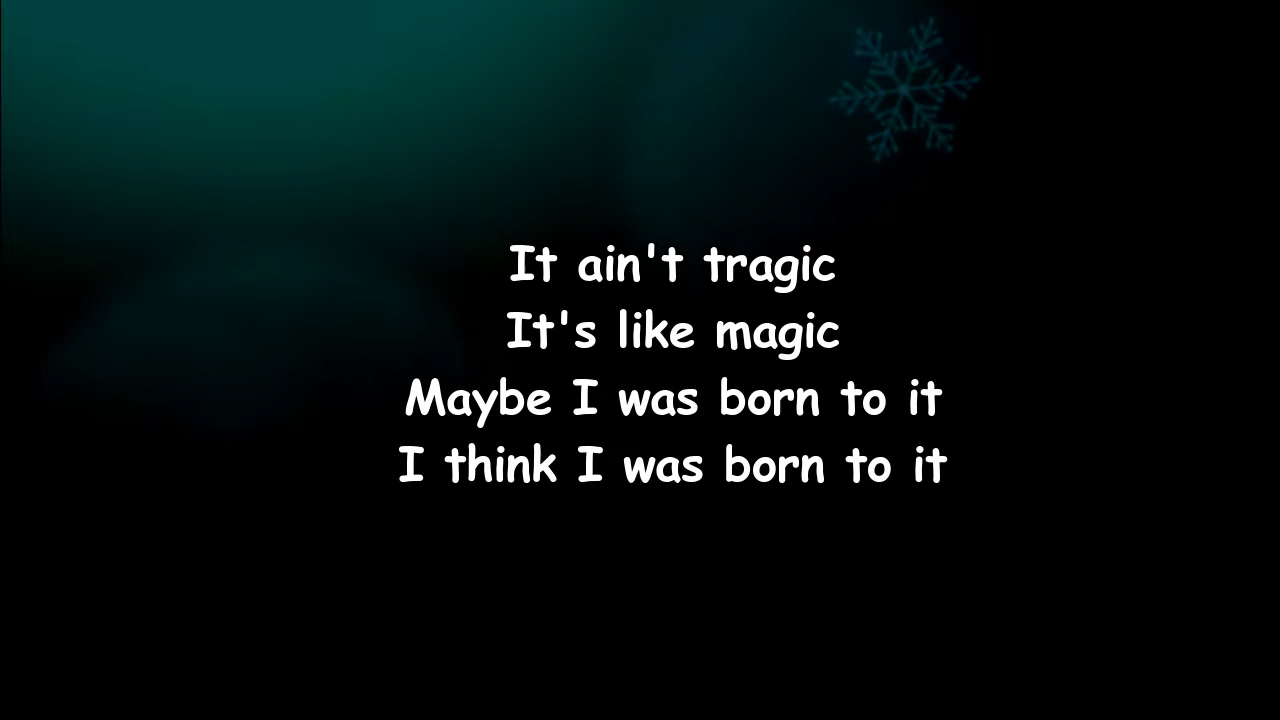 It ain't tragic
It's like magic
Maybe I was born to it
I think I was born to it